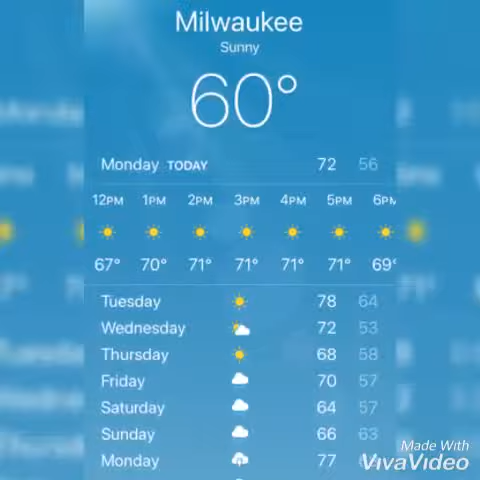 Milwaukee
Sunny
60°
Monday TODAY 72 56
12PM 1PM 2PM 3PM 4PM 5PM 6PM
67° 70° 71° 71° 71° 71° 69°
Tuesday 78 64
Wednesday 72 53
Thursday 68 58
Friday 70 57
Saturday 64 57
Sunday 66 63
Monday 77
Made With
VivaVideo